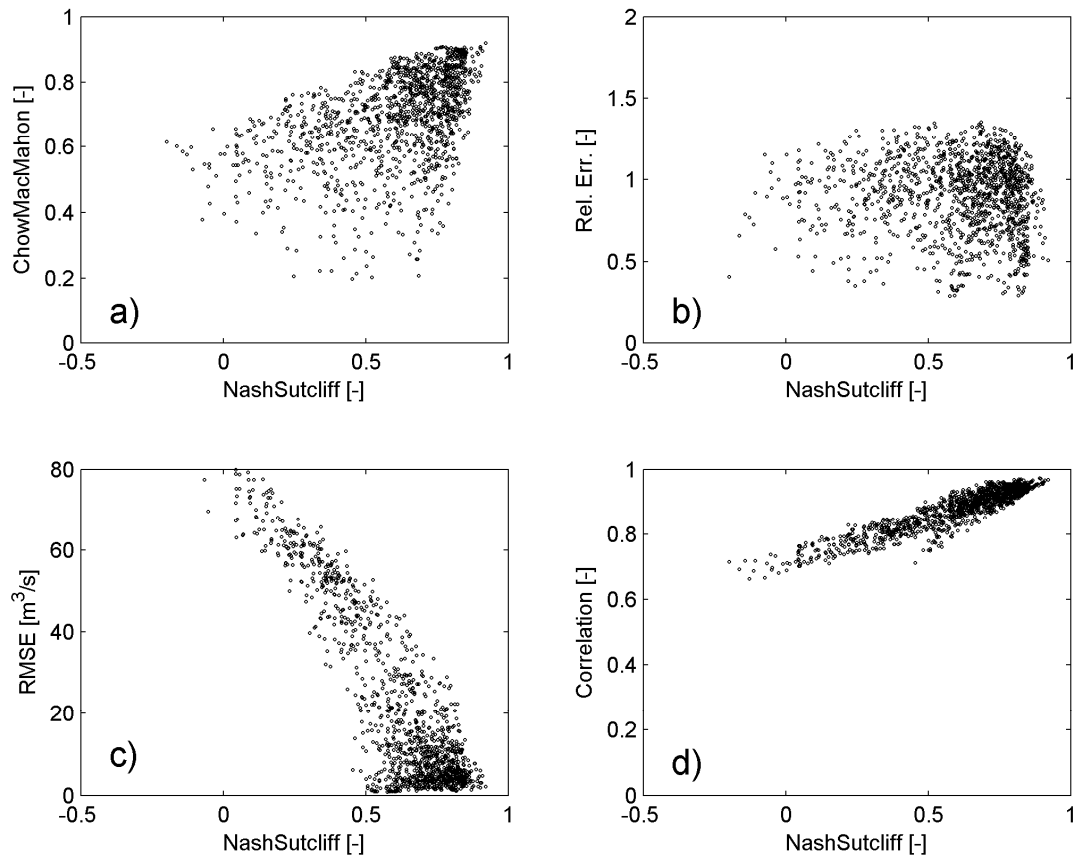 1
0.8
0.6
0.4
0.2
0
ChowMacMahon [-]
a)
-0.5 0 0.5 1
NashSutcliff [-]
2
1.5
1
0.5
0
Rel. Err. [-]
b)
-0.5 0 0.5 1
NashSutcliff [-]
80
60
40
20
0
RMSE [m³/s]
c)
-0.5 0 0.5 1
NashSutcliff [-]
1
0.8
0.6
0.4
0.2
0
Correlation [-]
d)
-0.5 0 0.5 1
NashSutcliff [-]